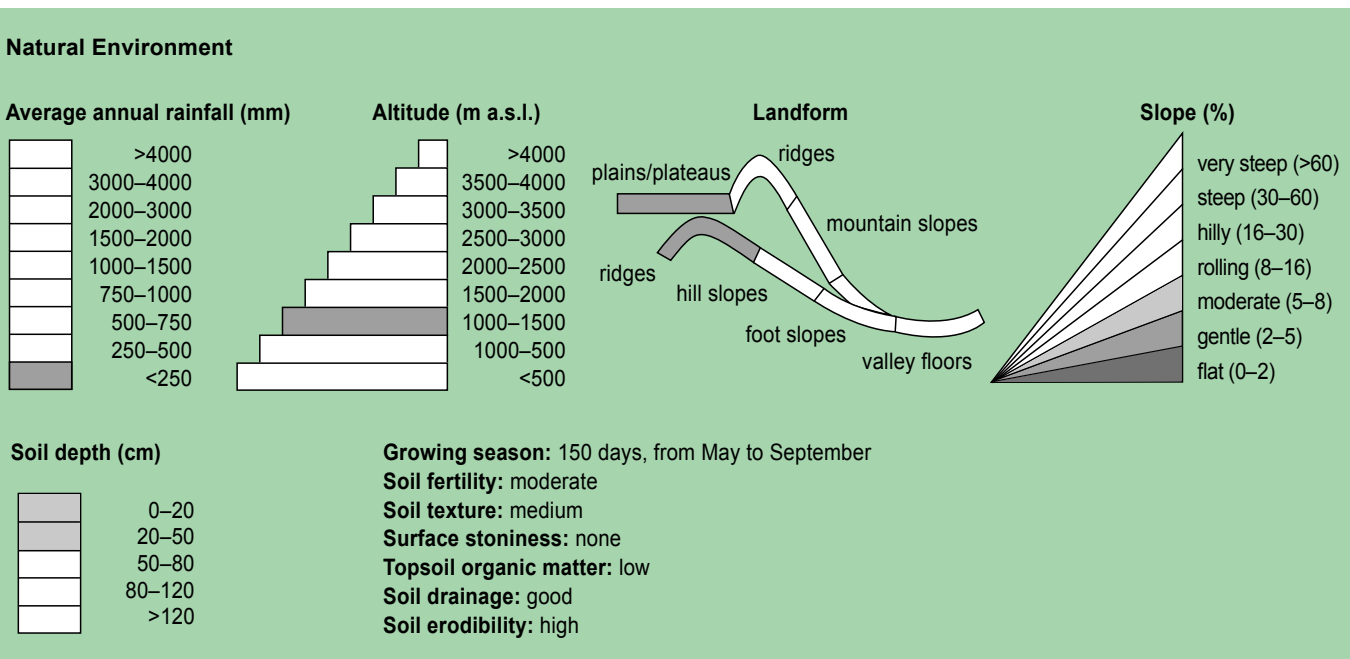 Natural Environment
Average annual rainfall (mm)
>4000
3000–4000
2000–3000
1500–2000
1000–1500
750–1000
500–750
250–500
<250
Altitude (m a.s.l.)
>4000
3500–4000
3000–3500
2500–3000
2000–2500
1500–2000
1000–1500
1000–500
<500
Landform
plains/plateaus
ridges
mountain slopes
ridges
hill slopes
foot slopes
valley floors
Slope (%)
very steep (>60)
steep (30–60)
hilly (16–30)
rolling (8–16)
moderate (5–8)
gentle (2–5)
flat (0–2)
Soil depth (cm)
0–20
20–50
50–80
80–120
>120
Growing season: 150 days, from May to September
Soil fertility: moderate
Soil texture: medium
Surface stoniness: none
Topsoil organic matter: low
Soil drainage: good
Soil erodibility: high